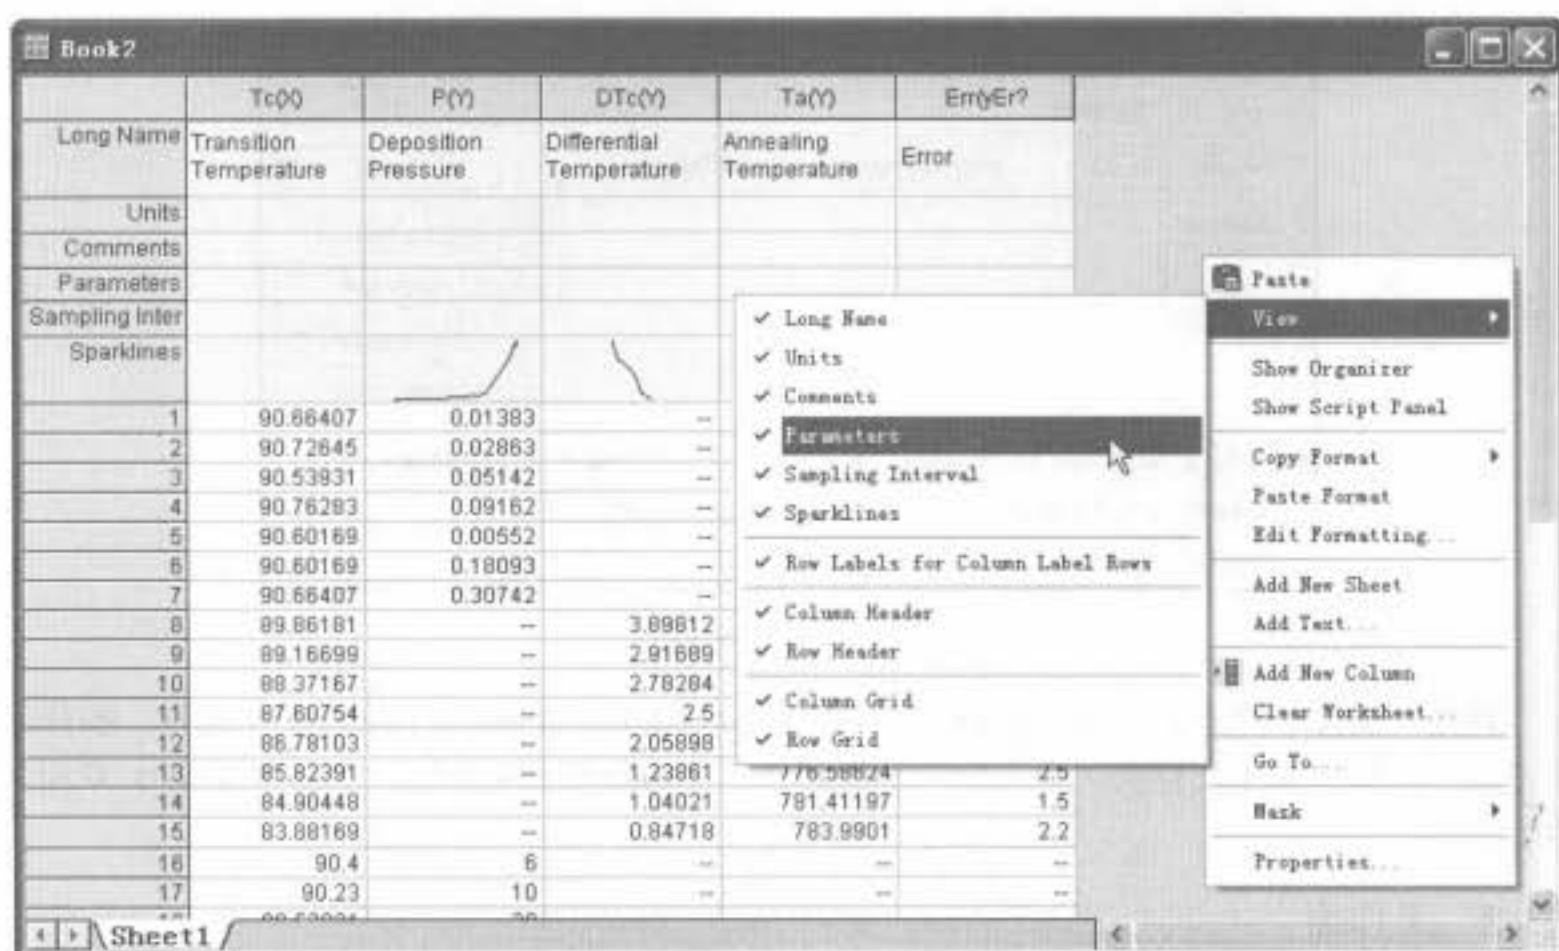 Book2
Tc(X) P(Y) DTc(Y) Ta(Y) Err(yEr?
Long Name Transition Temperature Deposition Pressure Differential Temperature Annealing Temperature Error
Units
Comments
Parameters
Sampling Inter
Sparklines
1 90.66407 0.01383 --
2 90.72645 0.02863 --
3 90.53931 0.05142 --
4 90.76283 0.09162 --
5 90.60169 0.00552 --
6 90.60169 0.18093 --
7 90.66407 0.30742 --
8 89.86181 -- 3.89812
9 89.16699 -- 2.91689
10 88.37167 -- 2.78284
11 87.60754 -- 2.5
12 86.78103 -- 2.05898
13 85.82391 -- 1.23861 776.58824 2.5
14 84.90448 -- 1.04021 781.41197 1.5
15 83.88169 -- 0.84718 783.9901 2.2
16 90.4 6 -- -- --
17 90.23 10 -- -- --
Sheet1
Long Name
Units
Comments
Parameters
Sampling Interval
Sparklines
Row Labels for Column Label Rows
Column Header
Row Header
Column Grid
Row Grid
Paste
View
Show Organizer
Show Script Panel
Copy Format
Paste Format
Edit Formatting...
Add New Sheet
Add Text...
Add New Column
Clear Worksheet...
Go To...
Mask
Properties...